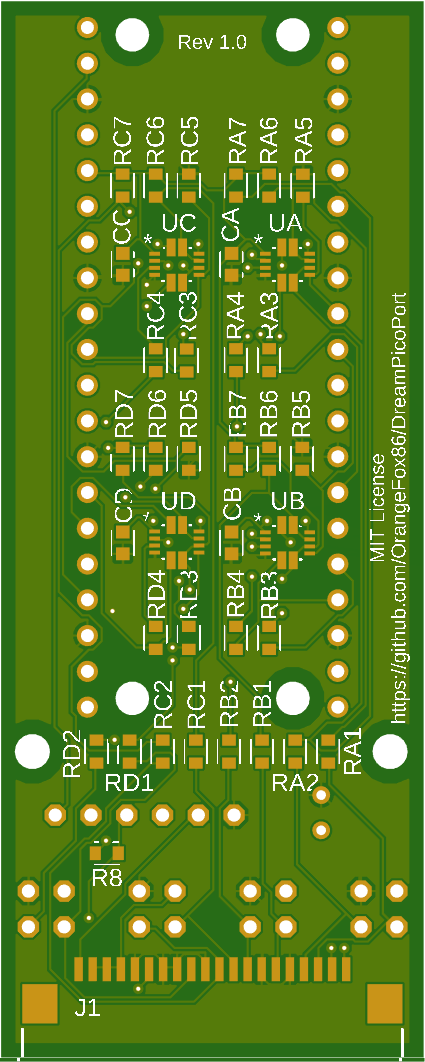 Rev 1.0
RC7
RC6
RC5
RA7
RA6
RA5
CC
UC
CA
UA
*
*
RC4
RC3
RA4
RA3
RD7
RD6
RD5
RB7
RB6
RB5
CD
UD
CB
UB
*
RD4
RD3
RB4
RB3
MIT License
https://github.com/OrangeFox86/DreamPicoPort
RD2
RD1
RC2
RC1
RB2
RB1
RA2
RA1
R8
J1